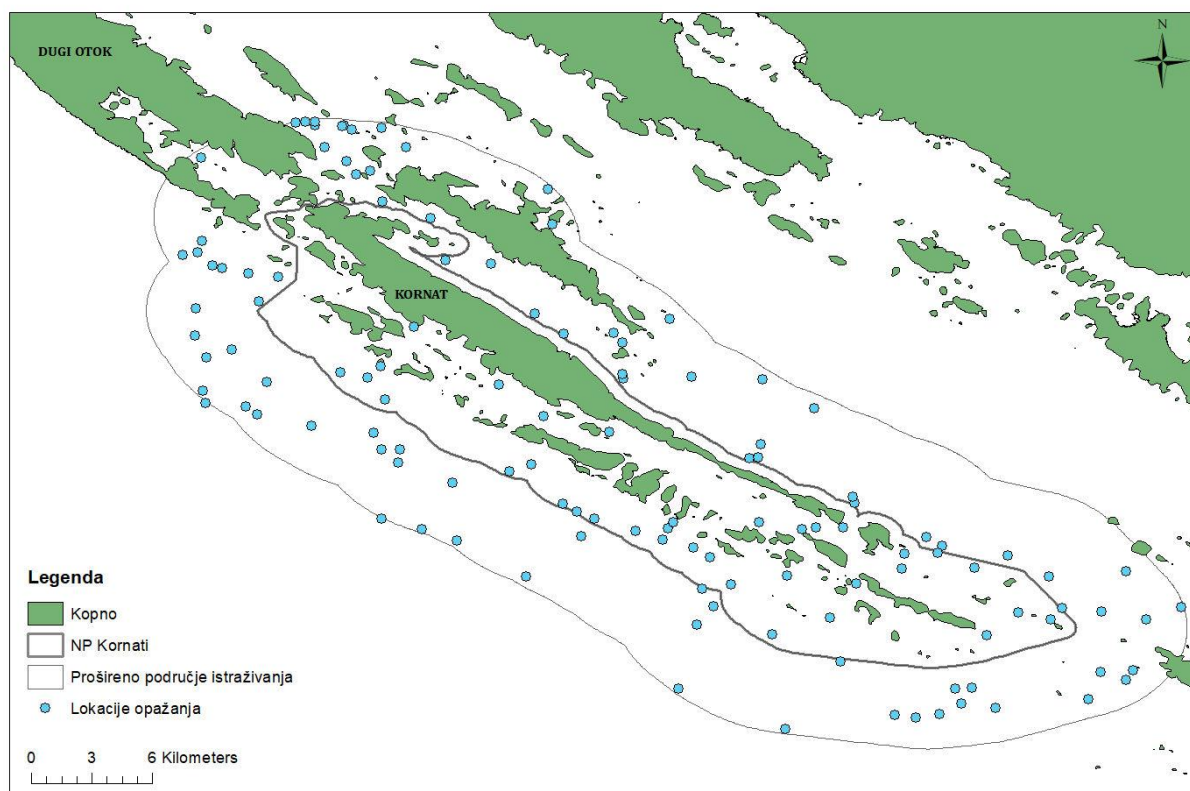 DUGI OTOK
N
KORNAT
Legenda
Kopno
NP Kornati
Prošireno područje istraživanja
Lokacije opažanja
0 3 6 Kilometers